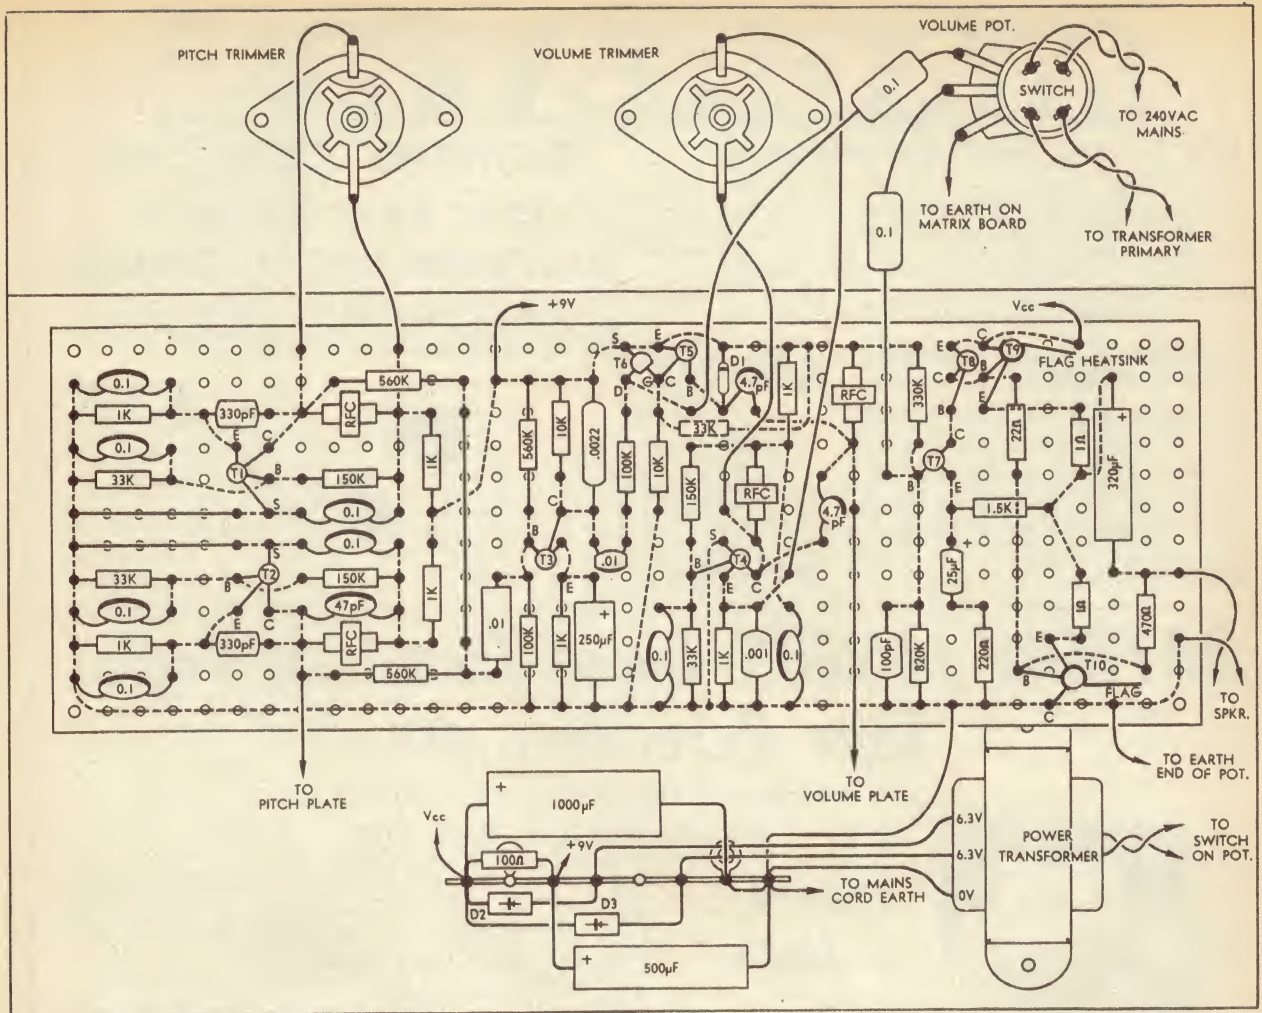 PITCH TRIMMER
VOLUME TRIMMER
VOLUME POT.
0.1
SWITCH
TO 240VAC
MAINS
0.1
TO EARTH ON
MATRIX BOARD
TO TRANSFORMER
PRIMARY
+9V
Vcc
S
E
T6
T5
G
C
D
B
D1
4.7pF
1K
RFC
330K
E
C
T8
T9
C
B
B
E
FLAG HEATSINK
0.1
560K
1K
330pF
RFC
E
C
0.1
T1
B
33K
150K
S
0.1
1K
560K
10K
.0022
100K
10K
33K
150K
RFC
4.7
pF
C
T7
B
E
22Ω
1Ω
320µF
+
1.5K
0.1
S
T2
B
33K
150K
0.1
47pF
E
C
1K
330pF
RFC
0.1
560K
1K
C
B
T3
E
.01
S
B
T4
E
C
+
25µF
.01
100K
1K
+
250µF
0.1
33K
1K
.001
0.1
100pF
820K
220Ω
1Ω
470Ω
E
T10
B
FLAG
C
TO
SPKR.
TO
PITCH PLATE
TO
VOLUME PLATE
TO EARTH
END OF POT.
+
1000µF
Vcc
+9V
100Ω
D2
D3
+
500µF
6.3V
6.3V
0V
POWER
TRANSFORMER
TO
SWITCH
ON POT.
TO MAINS
CORD EARTH